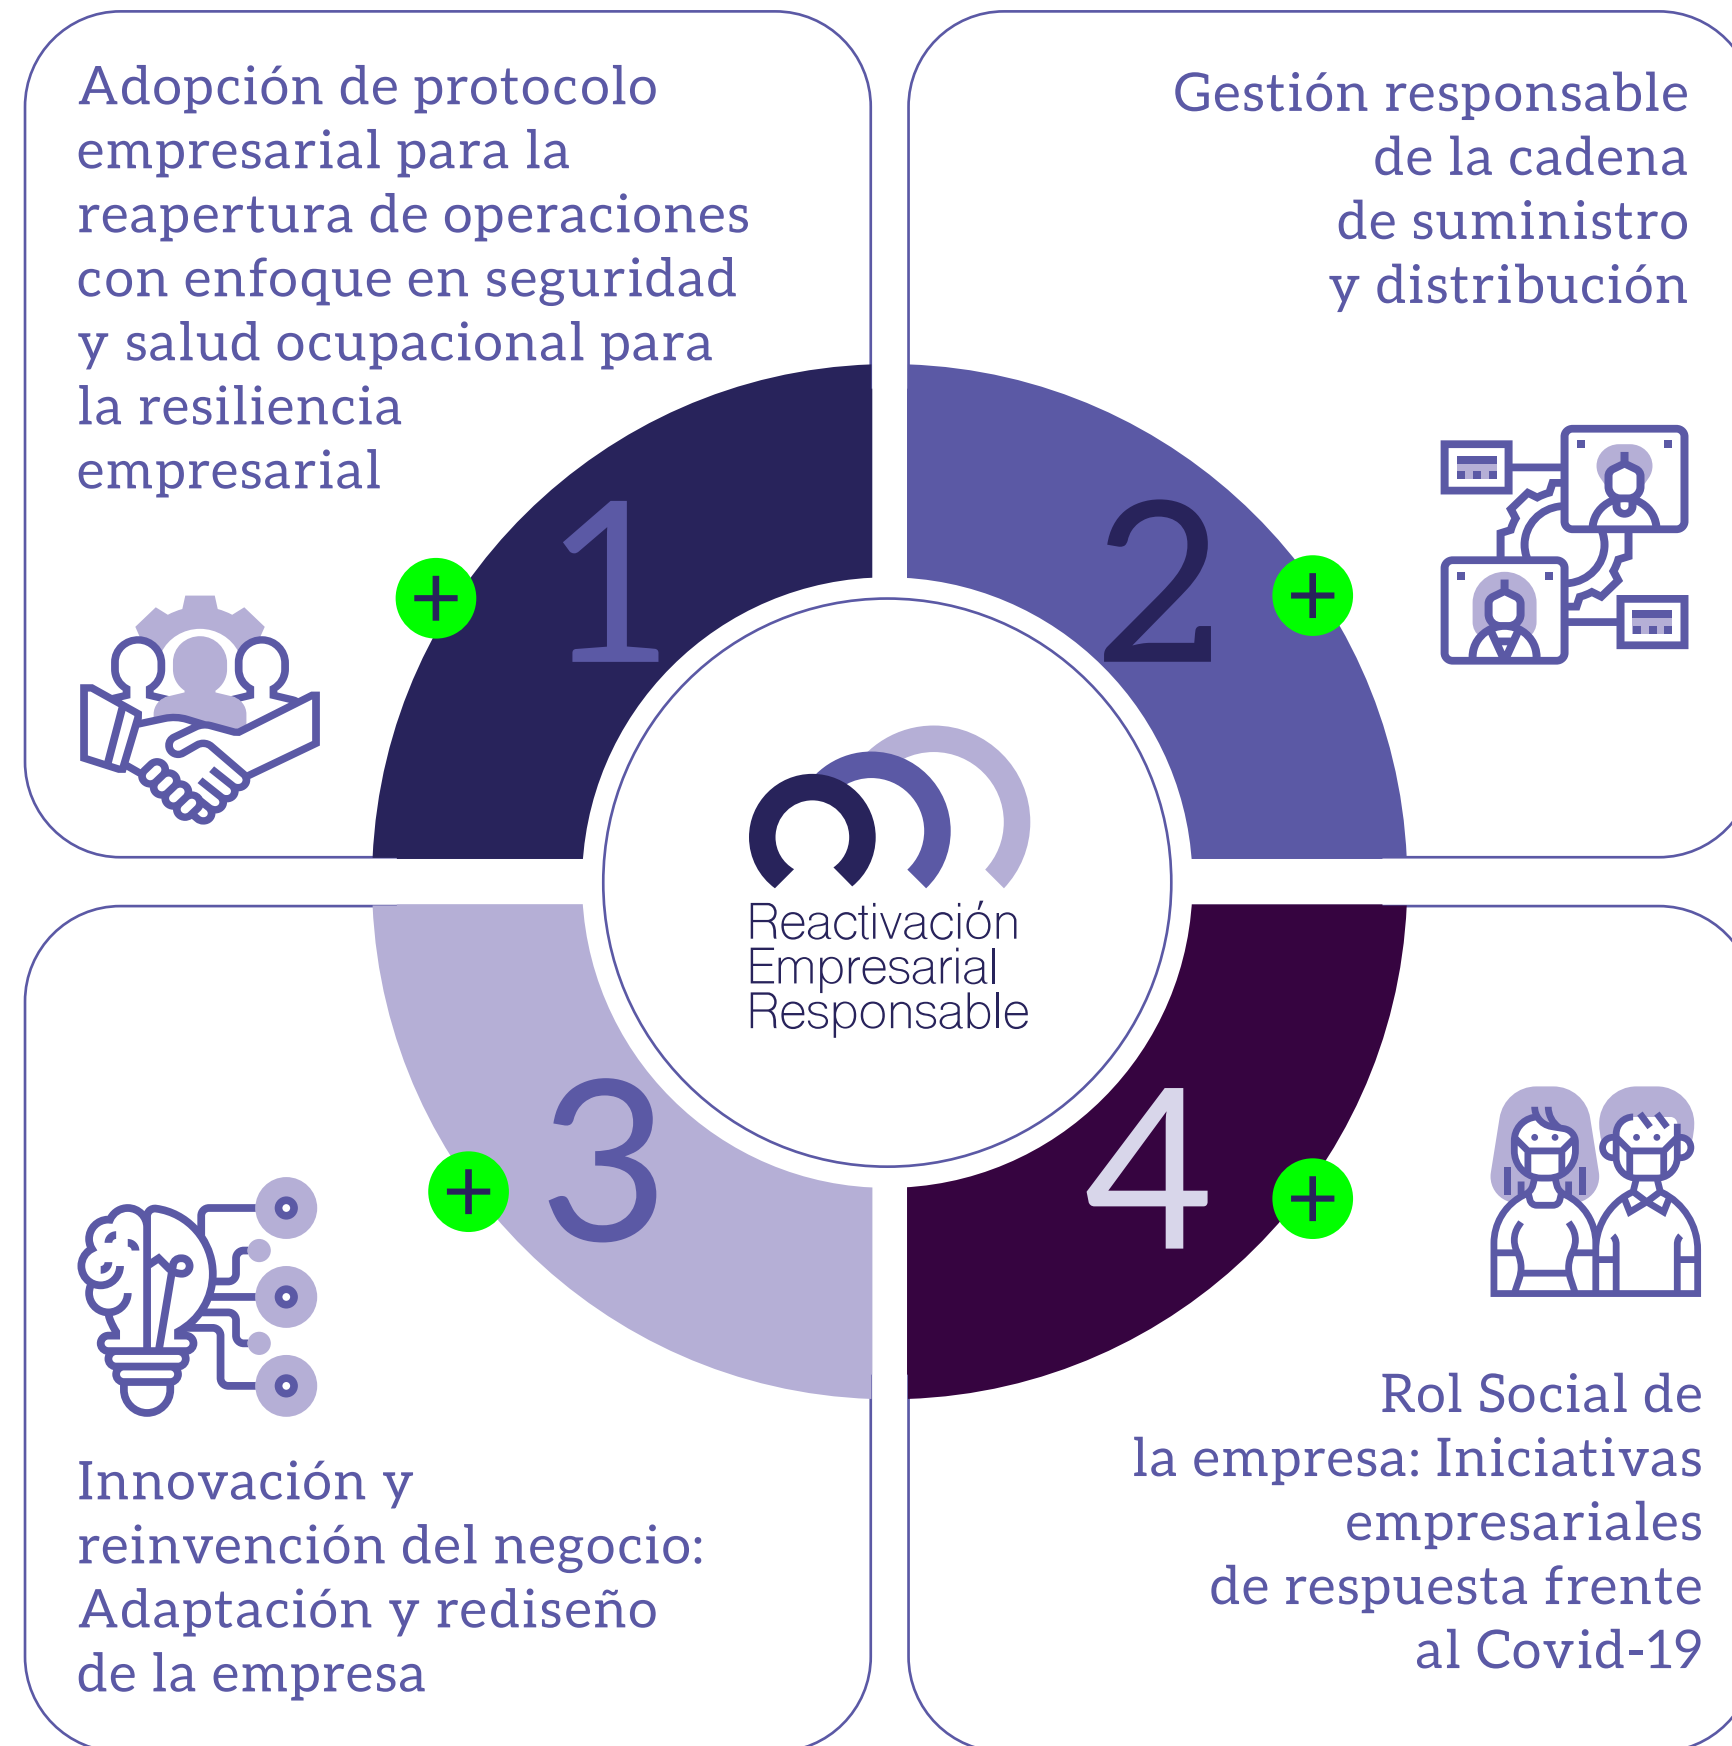 Adopción de protocolo
empresarial para la
reapertura de operaciones
con enfoque en seguridad
y salud ocupacional para
la resiliencia
empresarial
1
+
Gestión responsable
de la cadena
de suministro
y distribución
2
+
Reactivación
Empresarial
Responsable
3
+
Innovación y
reinvención del negocio:
Adaptación y rediseño
de la empresa
4
+
Rol Social de
la empresa: Iniciativas
empresariales
de respuesta frente
al Covid-19